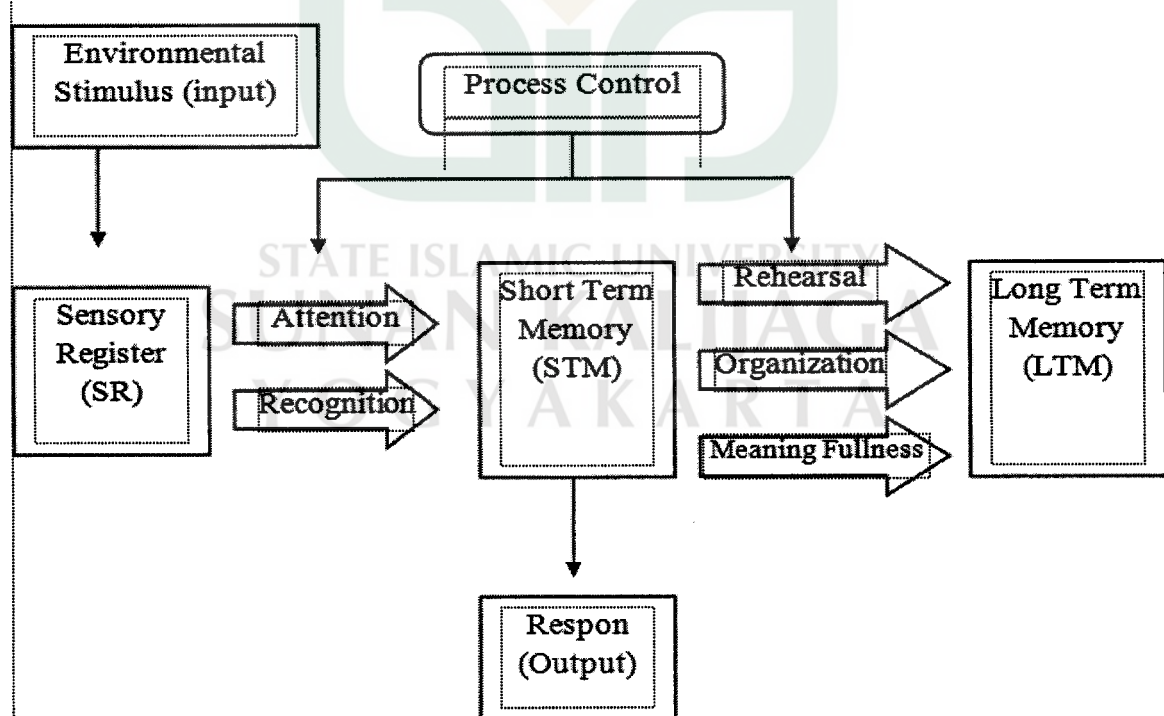 Environmental
Stimulus (input)
Process Control
STATE ISLAMIC UNIVERSITY
SUNAN KALIJAGA
YOGYAKARTA
Sensory
Register
(SR)
Attention
Recognition
Short Term
Memory
(STM)
Rehearsal
Organization
Meaning Fullness
Long Term
Memory
(LTM)
Respon
(Output)